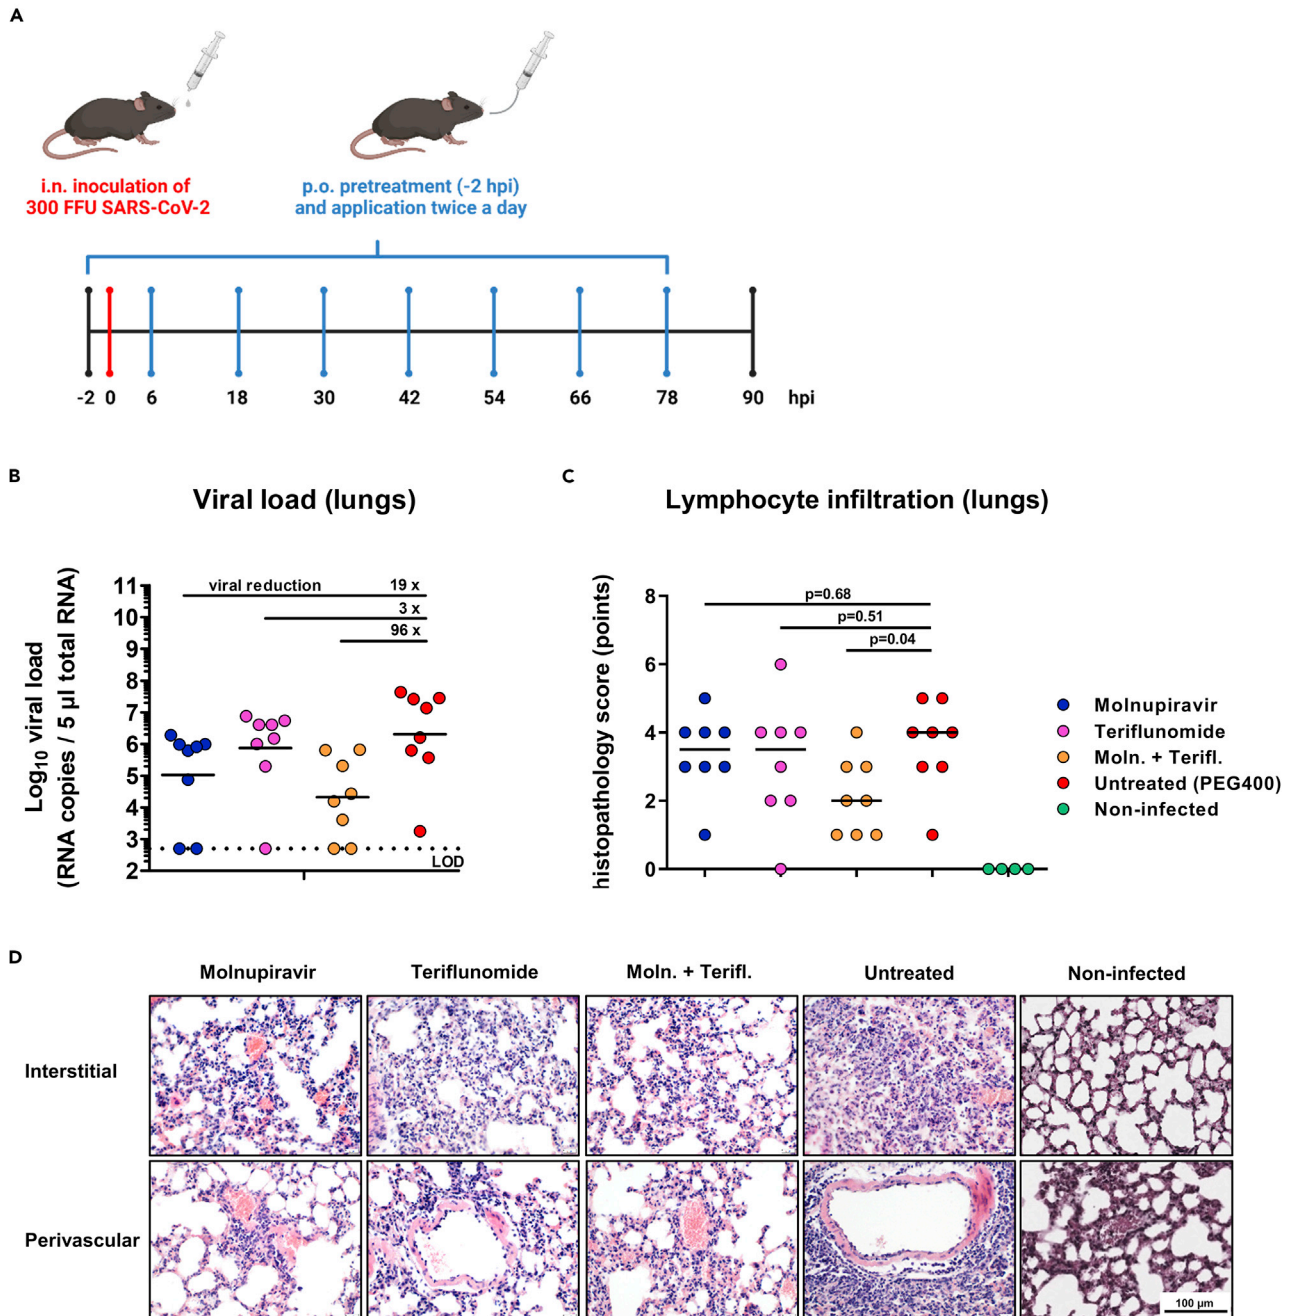 A
i.n. inoculation of
300 FFU SARS-CoV-2
p.o. pretreatment (-2 hpi)
and application twice a day
-2 0 6 18 30 42 54 66 78 90 hpi
B
Viral load (lungs)
Log10 viral load
(RNA copies / 5 µl total RNA)
11
10
9
8
7
6
5
4
3
2
viral reduction 19 x
3 x
96 x
LOD
C
Lymphocyte infiltration (lungs)
histopathology score (points)
8
6
4
2
0
p=0.68
p=0.51
p=0.04
Molnupiravir
Teriflunomide
Moln. + Terifl.
Untreated (PEG400)
Non-infected
D
Molnupiravir Teriflunomide Moln. + Terifl. Untreated Non-infected
Interstitial
Perivascular
100 µm